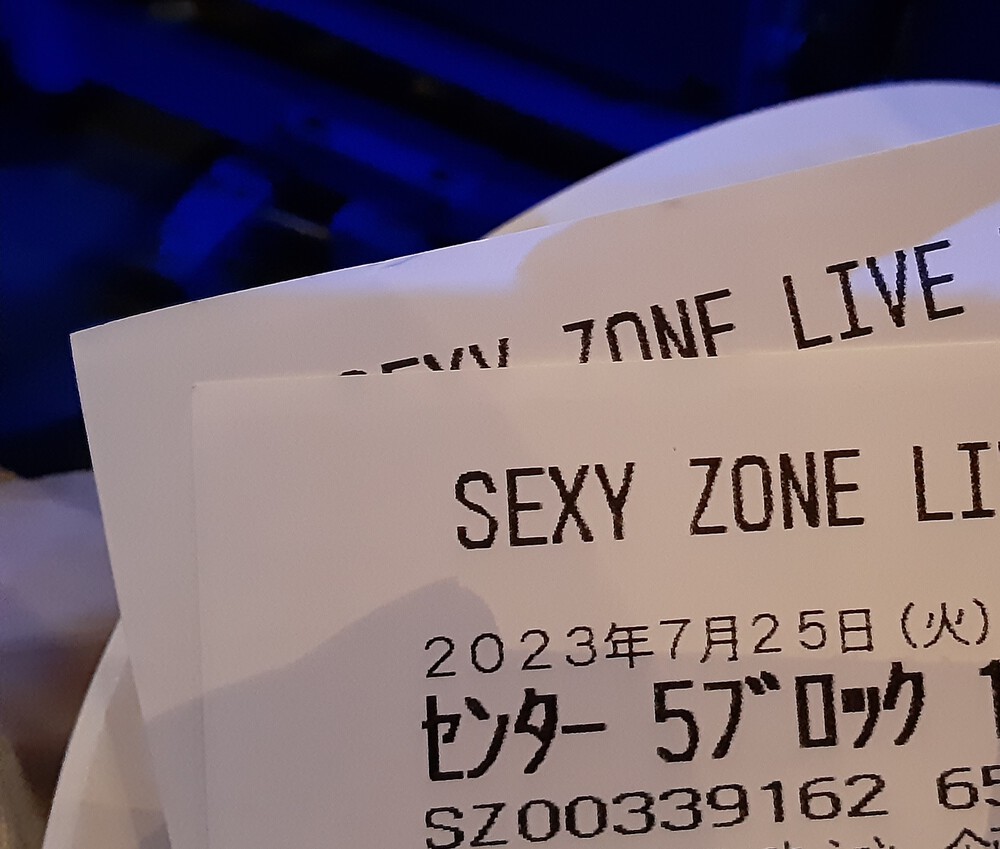 SEXY ZONE LIVE
SEXY ZONE LI
2023年7月25日(火)
センター 5ブロック 1
SZ00339162 65